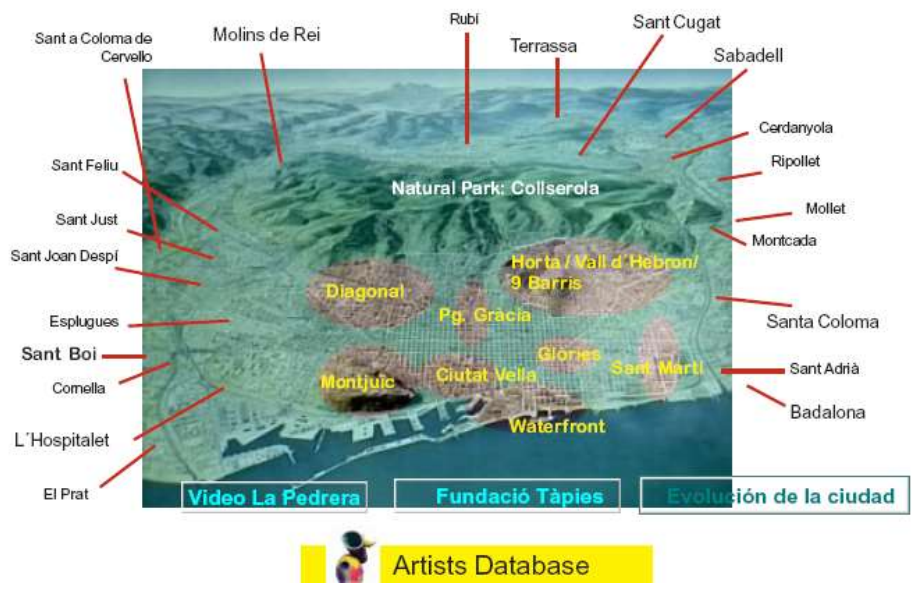 Rubí
Sant Cugat
Sant a Coloma de
Cervello
Molins de Rei
Terrassa
Sabadell
Cerdanyola
Ripollet
Sant Feliu
Natural Park: Collserola
Mollet
Sant Just
Montcada
Sant Joan Despí
Horta / Vall d´Hebron/
9 Barris
Diagonal
Pg. Gràcia
Esplugues
Santa Coloma
Sant Boi
Glòries
Sant Martí
Sant Adrià
Cornella
Montjuic
Ciutat Vella
Badalona
Waterfront
L´Hospitalet
El Prat
Video La Pedrera
Fundació Tàpies
Evolución de la ciudad
Artists Database